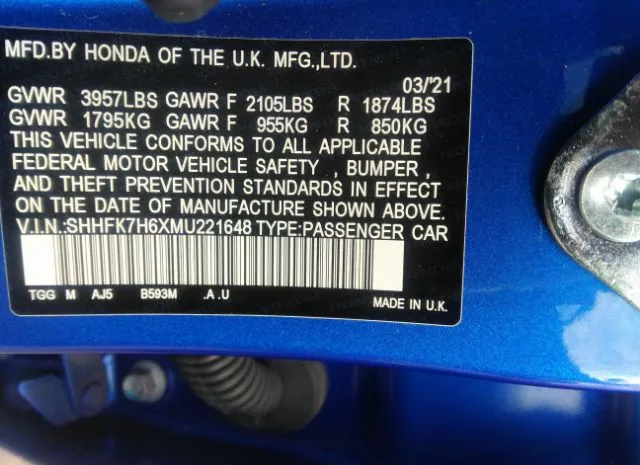 MFD.BY HONDA OF THE U.K. MFG.,LTD.
03/'21
GVWR 3957LBS GAWR F 2105LBS R 1874LBS
GVWR 1795KG GAWR F 955KG R 850KG
THIS VEHICLE CONFORMS TO ALL APPLICABLE
FEDERAL MOTOR VEHICLE SAFETY , BUMPER ,
AND THEFT PREVENTION STANDARDS IN EFFECT
ON THE DATE OF MANUFACTURE SHOWN ABOVE.
V.I.N.:SHHFK7H6XMU221648 TYPE:PASSENGER CAR
TGG M AJ5 B593M .A .U
MADE IN U.K.